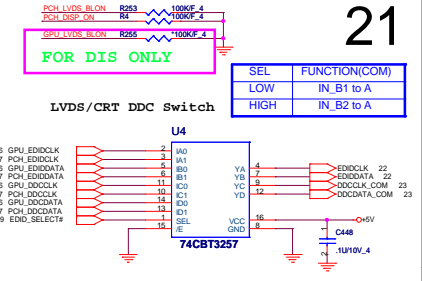 PCH_LVDS_BLON R253 100K/F_4
PCH_DISP_ON R4 100K/F_4
GPU_LVDS_BLON R255 *100K/F_4
FOR DIS ONLY
21
SEL FUNCTION(COM)
LOW IN_B1 to A
HIGH IN_B2 to A
LVDS/CRT DDC Switch
U4
GPU_EDIDCLK 2 IA0
PCH_EDIDCLK 3 IA1
GPU_EDIDDATA 5 IB0
PCH_EDIDDATA 6 IB1
GPU_DDCCLK 11 IC0
PCH_DDCCLK 10 IC1
GPU_DDCDATA 14 ID0
PCH_DDCDATA 13 ID1
EDID_SELECT# 1 SEL
15 /E
YA 4 EDIDCLK 22
YB 7 EDIDDATA 22
YC 9 DDCCLK_COM 23
YD 12 DDCDATA_COM 23
VCC 16 +5V
GND 8
74CBT3257
1
C448
2
.1U/10V_4